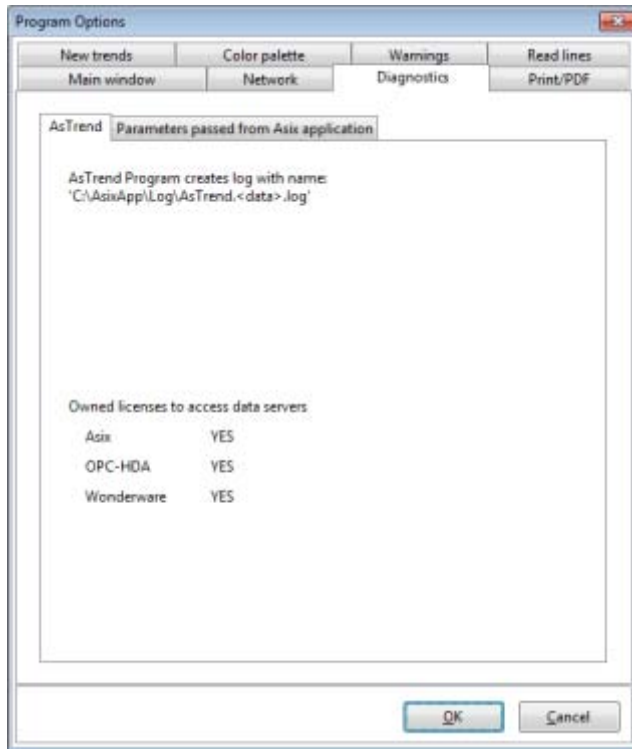 Program Options
New trends
Color palette
Warnings
Read lines
Main window
Network
Diagnostics
Print/PDF
AsTrend
Parameters passed from Asix application
AsTrend Program creates log with name:
'C:\AsixApp\Log\AsTrend.<data>.log'
Owned licenses to access data servers
Asix YES
OPC-HDA YES
Wonderware YES
OK
Cancel